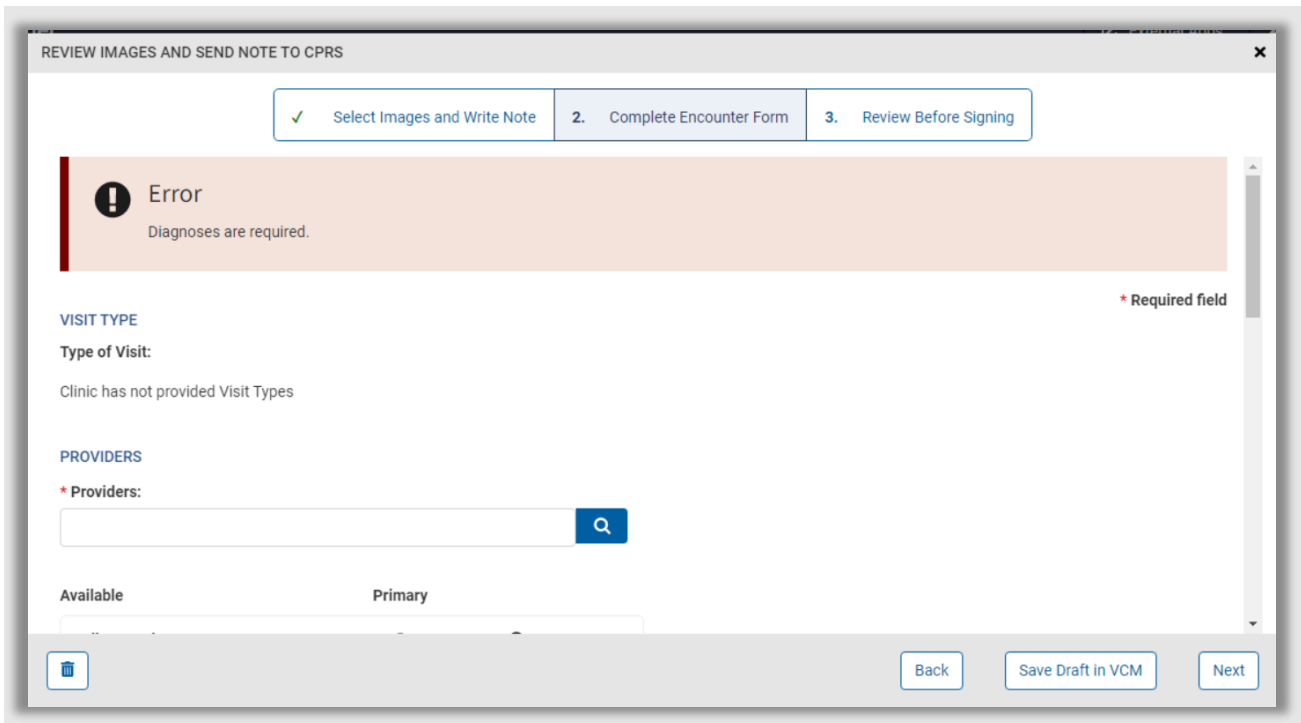 REVIEW IMAGES AND SEND NOTE TO CPRS
✓ Select Images and Write Note 2. Complete Encounter Form 3. Review Before Signing
Error
Diagnoses are required.
* Required field
VISIT TYPE
Type of Visit:
Clinic has not provided Visit Types
PROVIDERS
* Providers:
Available Primary
Back Save Draft in VCM Next